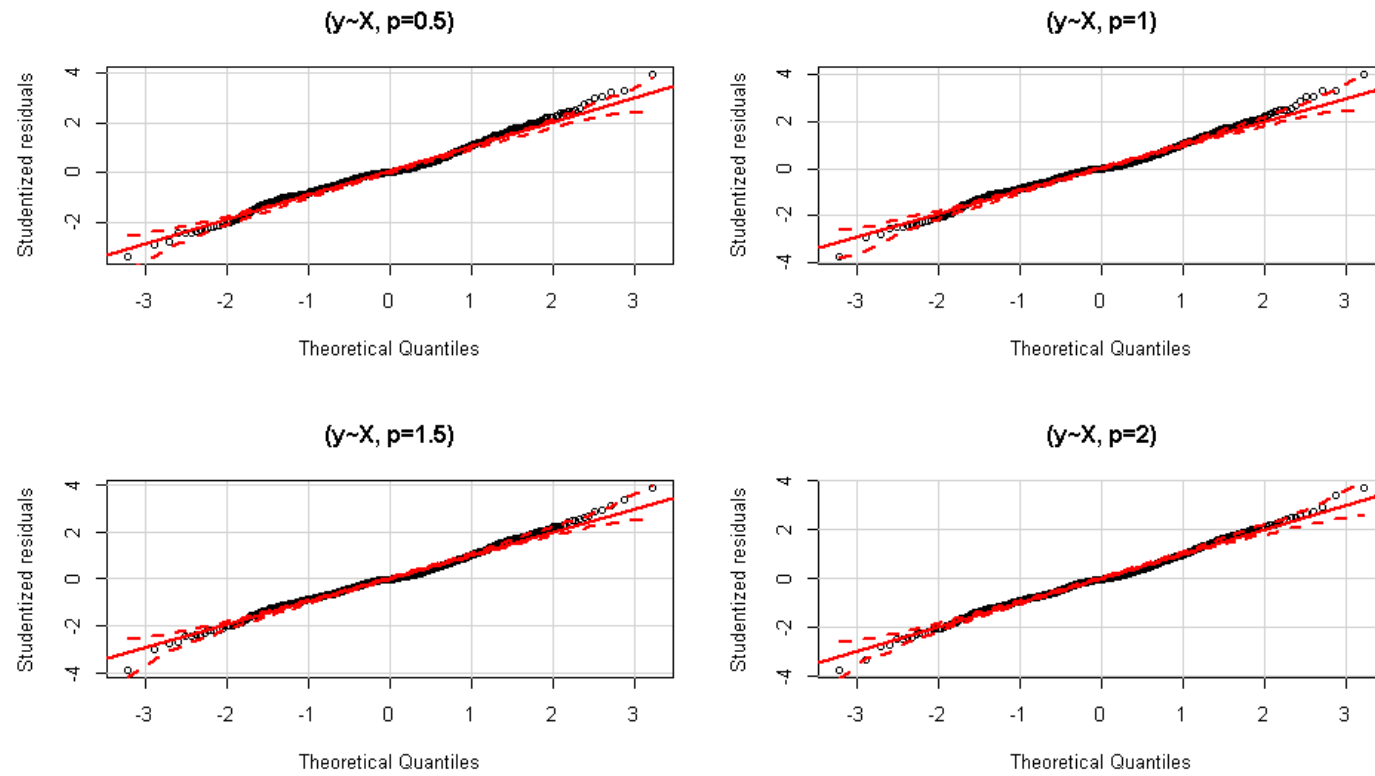 (y~X, p=0.5)
Studentized residuals
4
2
0
-2
-3 -2 -1 0 1 2 3
Theoretical Quantiles
(y~X, p=1)
Studentized residuals
4
2
0
-2
-4
-3 -2 -1 0 1 2 3
Theoretical Quantiles
(y~X, p=1.5)
Studentized residuals
4
2
0
-2
-4
-3 -2 -1 0 1 2 3
Theoretical Quantiles
(y~X, p=2)
Studentized residuals
4
2
0
-2
-4
-3 -2 -1 0 1 2 3
Theoretical Quantiles